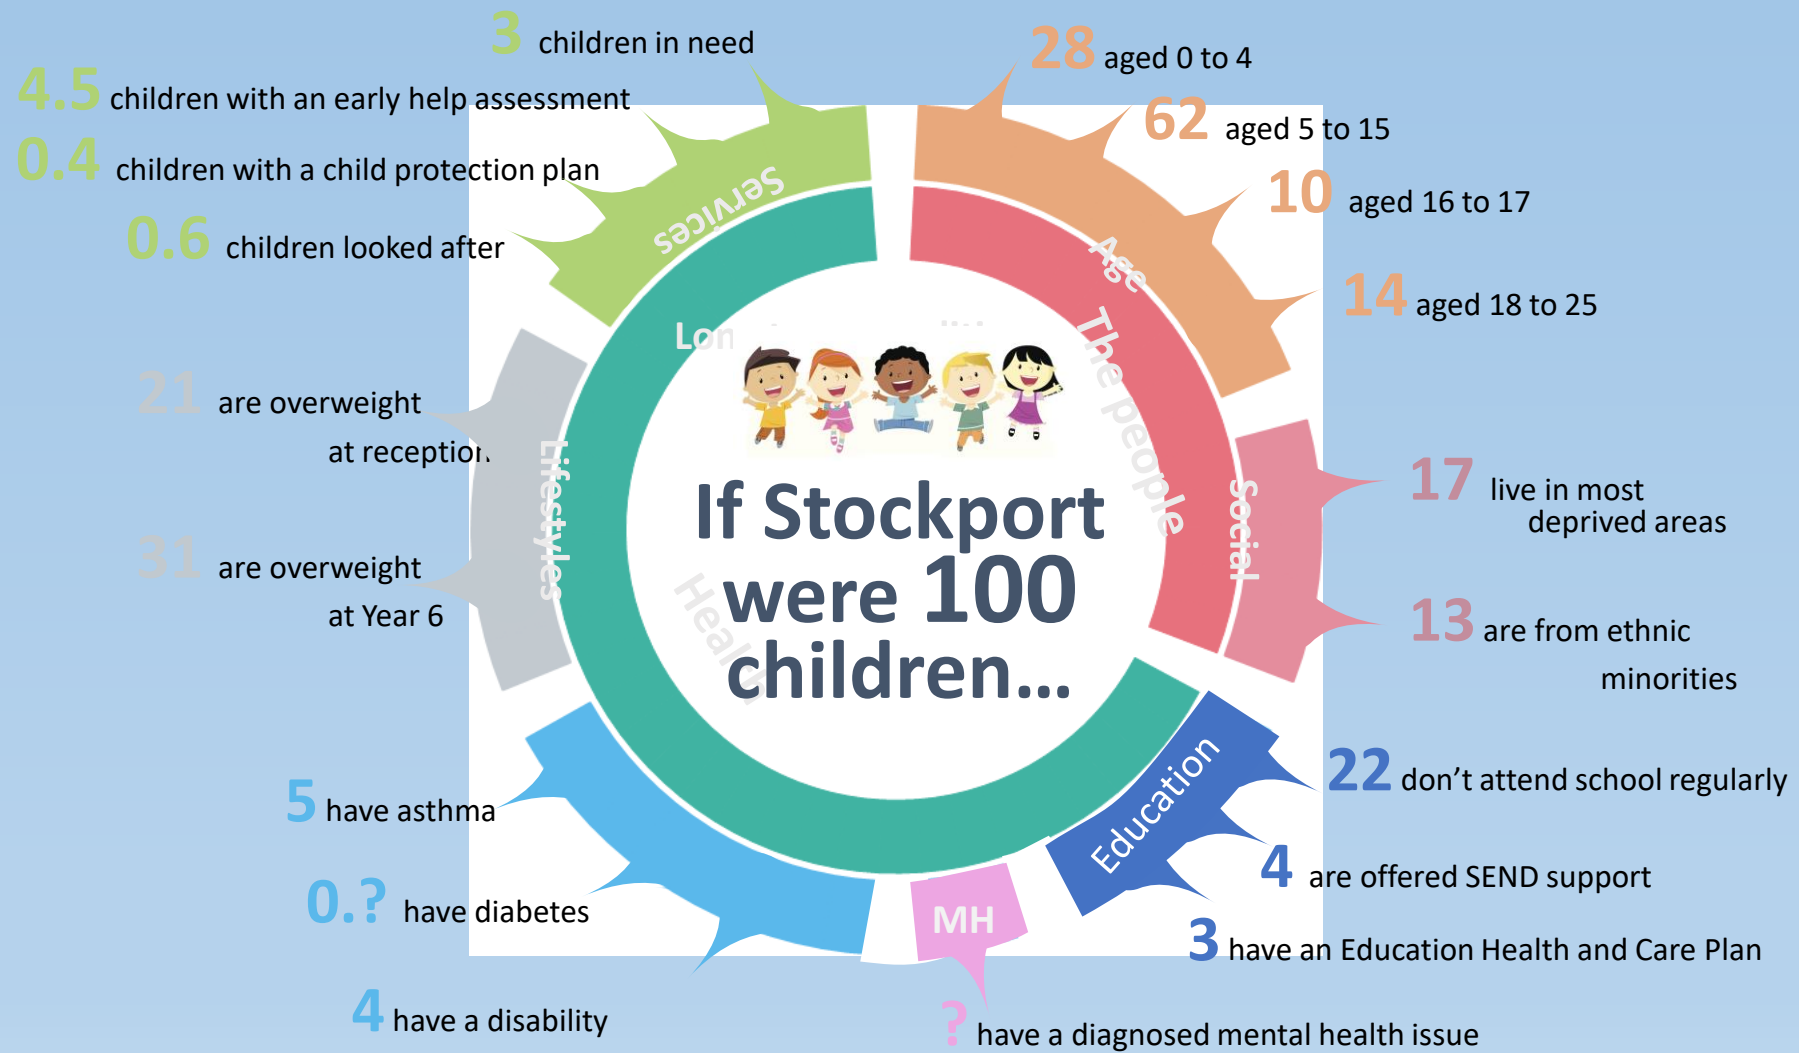 If Stockport
were 100
children...
3 children in need
4.5 children with an early help assessment
0.4 children with a child protection plan
0.6 children looked after
Services
28 aged 0 to 4
62 aged 5 to 15
10 aged 16 to 17
14 aged 18 to 25
Age
The people
Social
17 live in most
deprived areas
13 are from ethnic
minorities
Education
22 don’t attend school regularly
4 are offered SEND support
3 have an Education Health and Care Plan
MH
? have a diagnosed mental health issue
5 have asthma
0.? have diabetes
4 have a disability
Health
Lifestyles
21 are overweight
at reception
31 are overweight
at Year 6